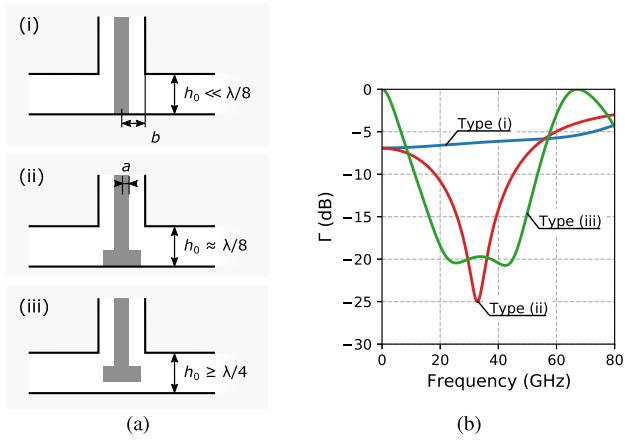 (i)
h₀ ≪ λ/8
b
(ii)
a
h₀ ≈ λ/8
(iii)
h₀ ≥ λ/4
(a)
0
−5
−10
−15
−20
−25
−30
Γ (dB)
Type (i)
Type (iii)
Type (ii)
0 20 40 60 80
Frequency (GHz)
(b)